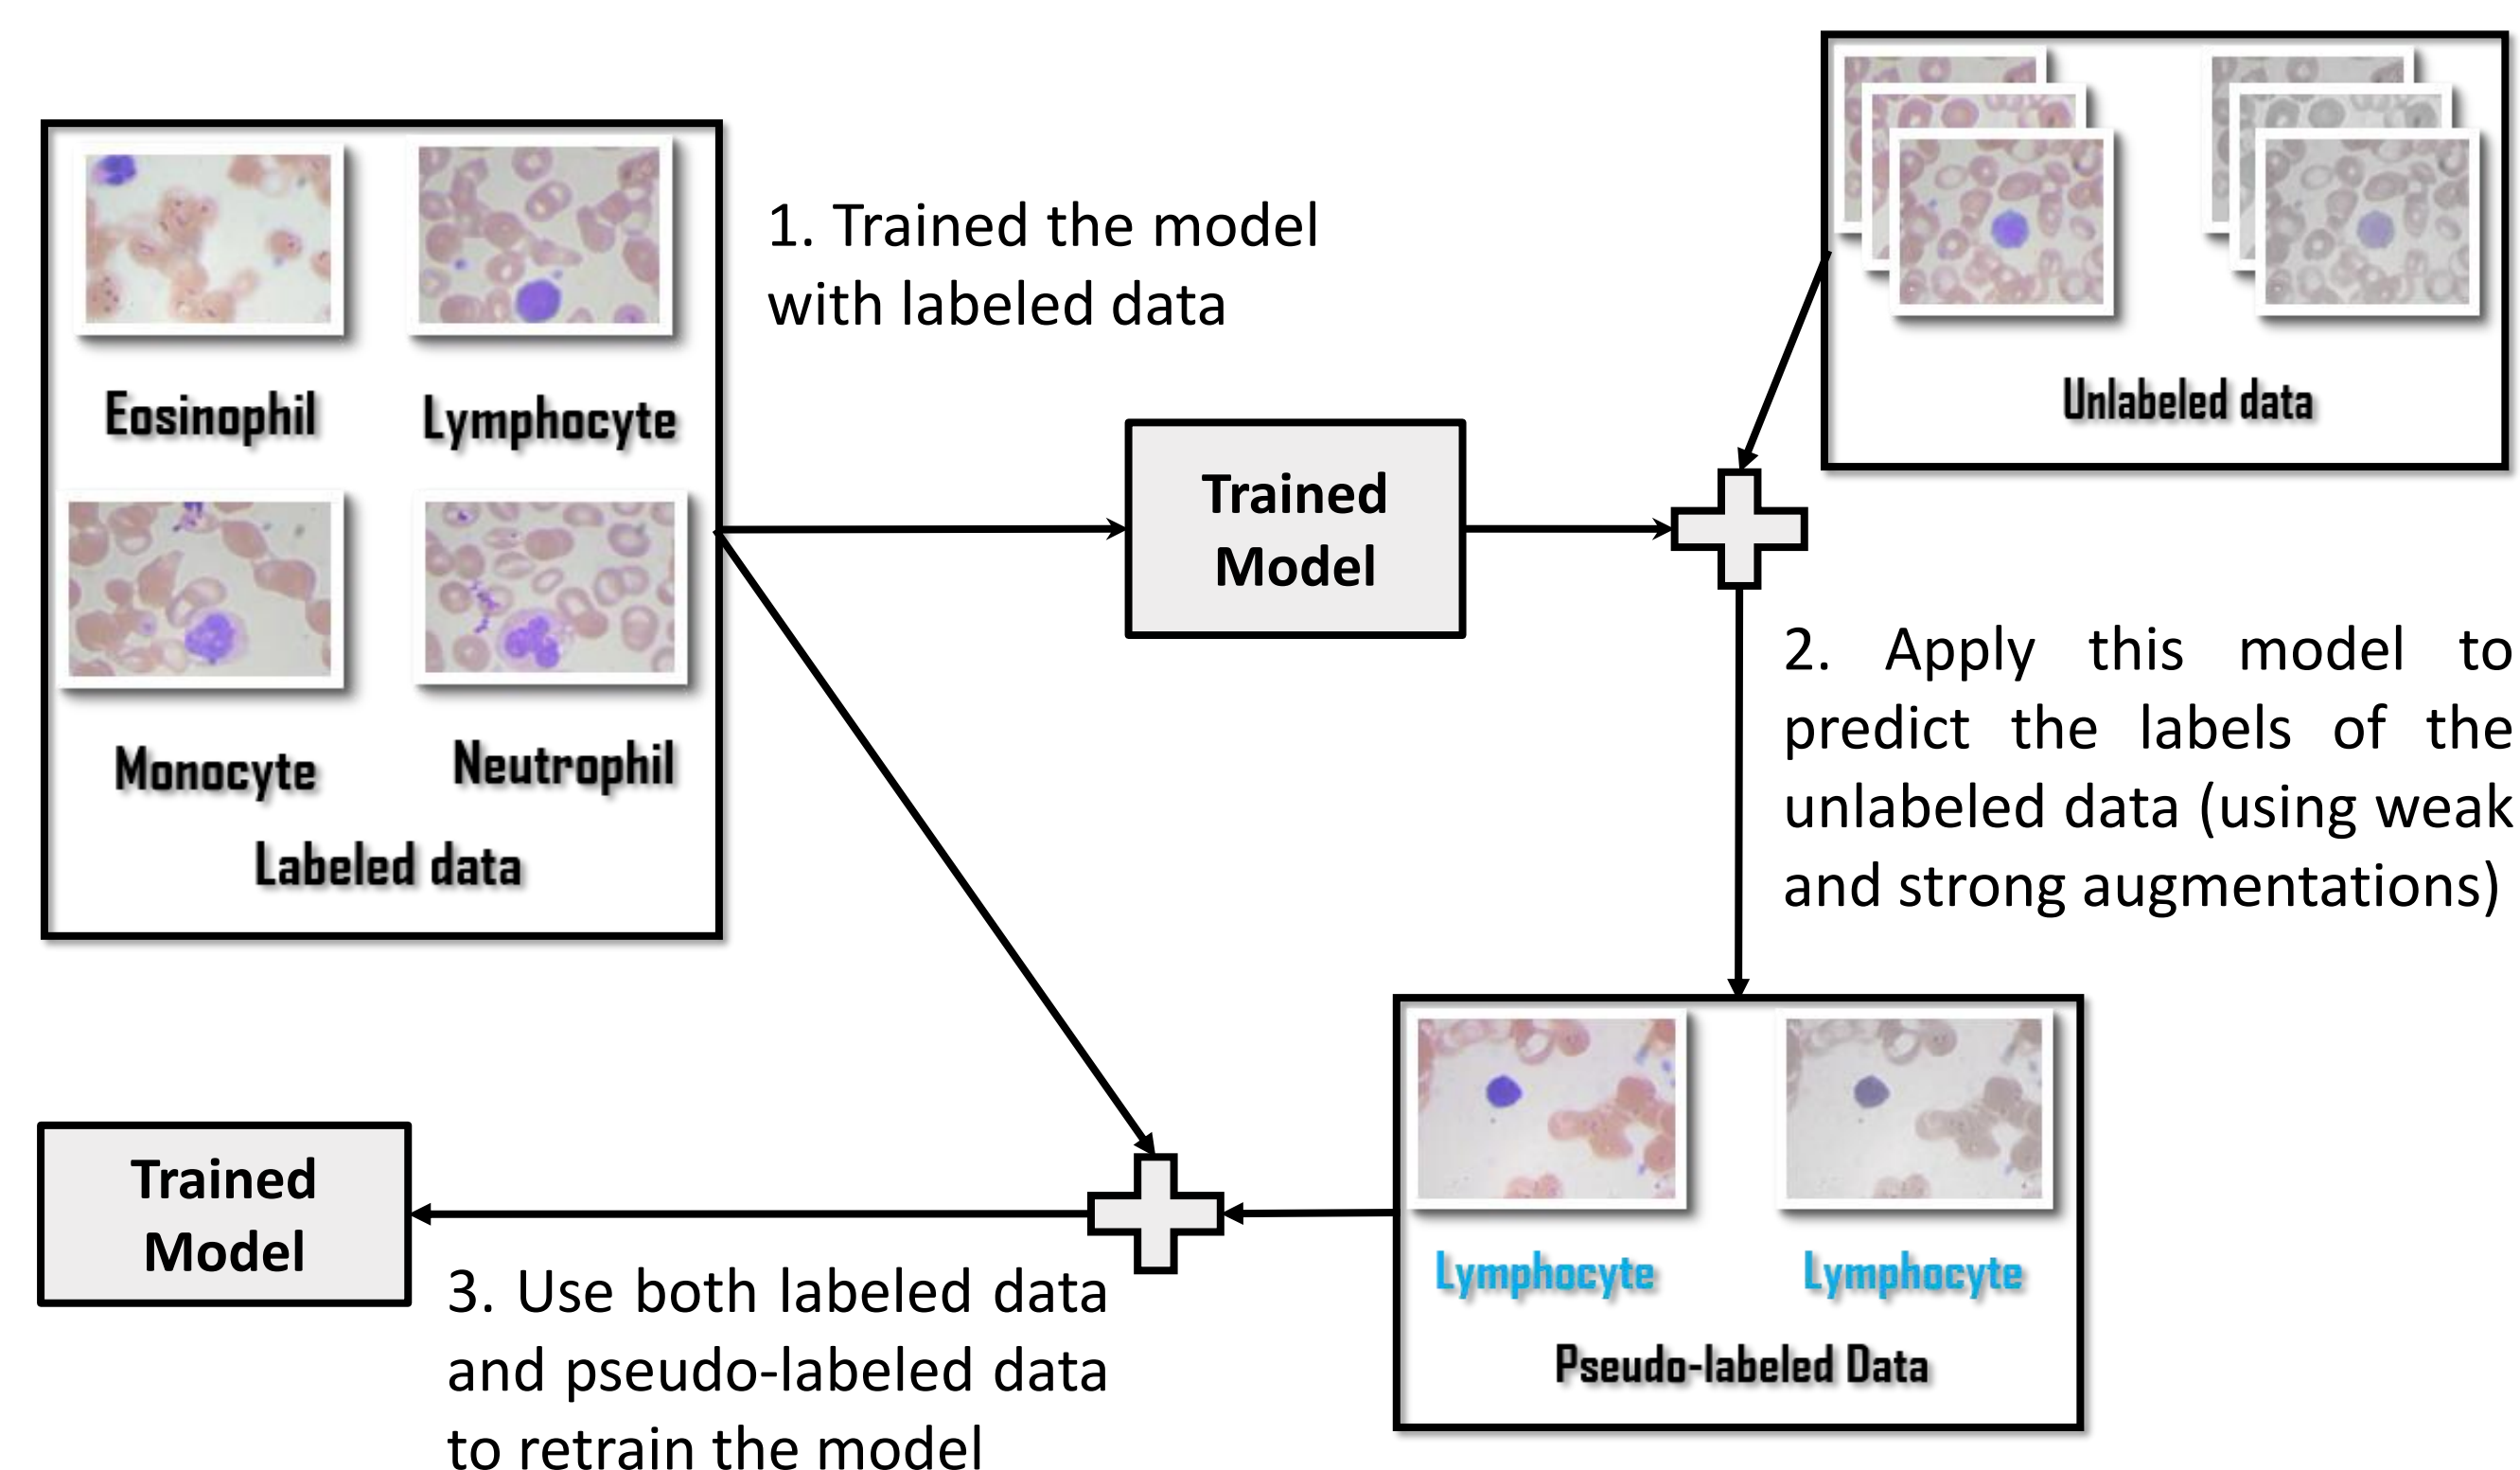 Eosinophil
Lymphocyte
Monocyte
Neutrophil
Labeled data
1. Trained the model
with labeled data
Trained
Model
Unlabeled data
2. Apply this model to
predict the labels of the
unlabeled data (using weak
and strong augmentations)
Lymphocyte
Lymphocyte
Pseudo-labeled Data
3. Use both labeled data
and pseudo-labeled data
to retrain the model
Trained
Model